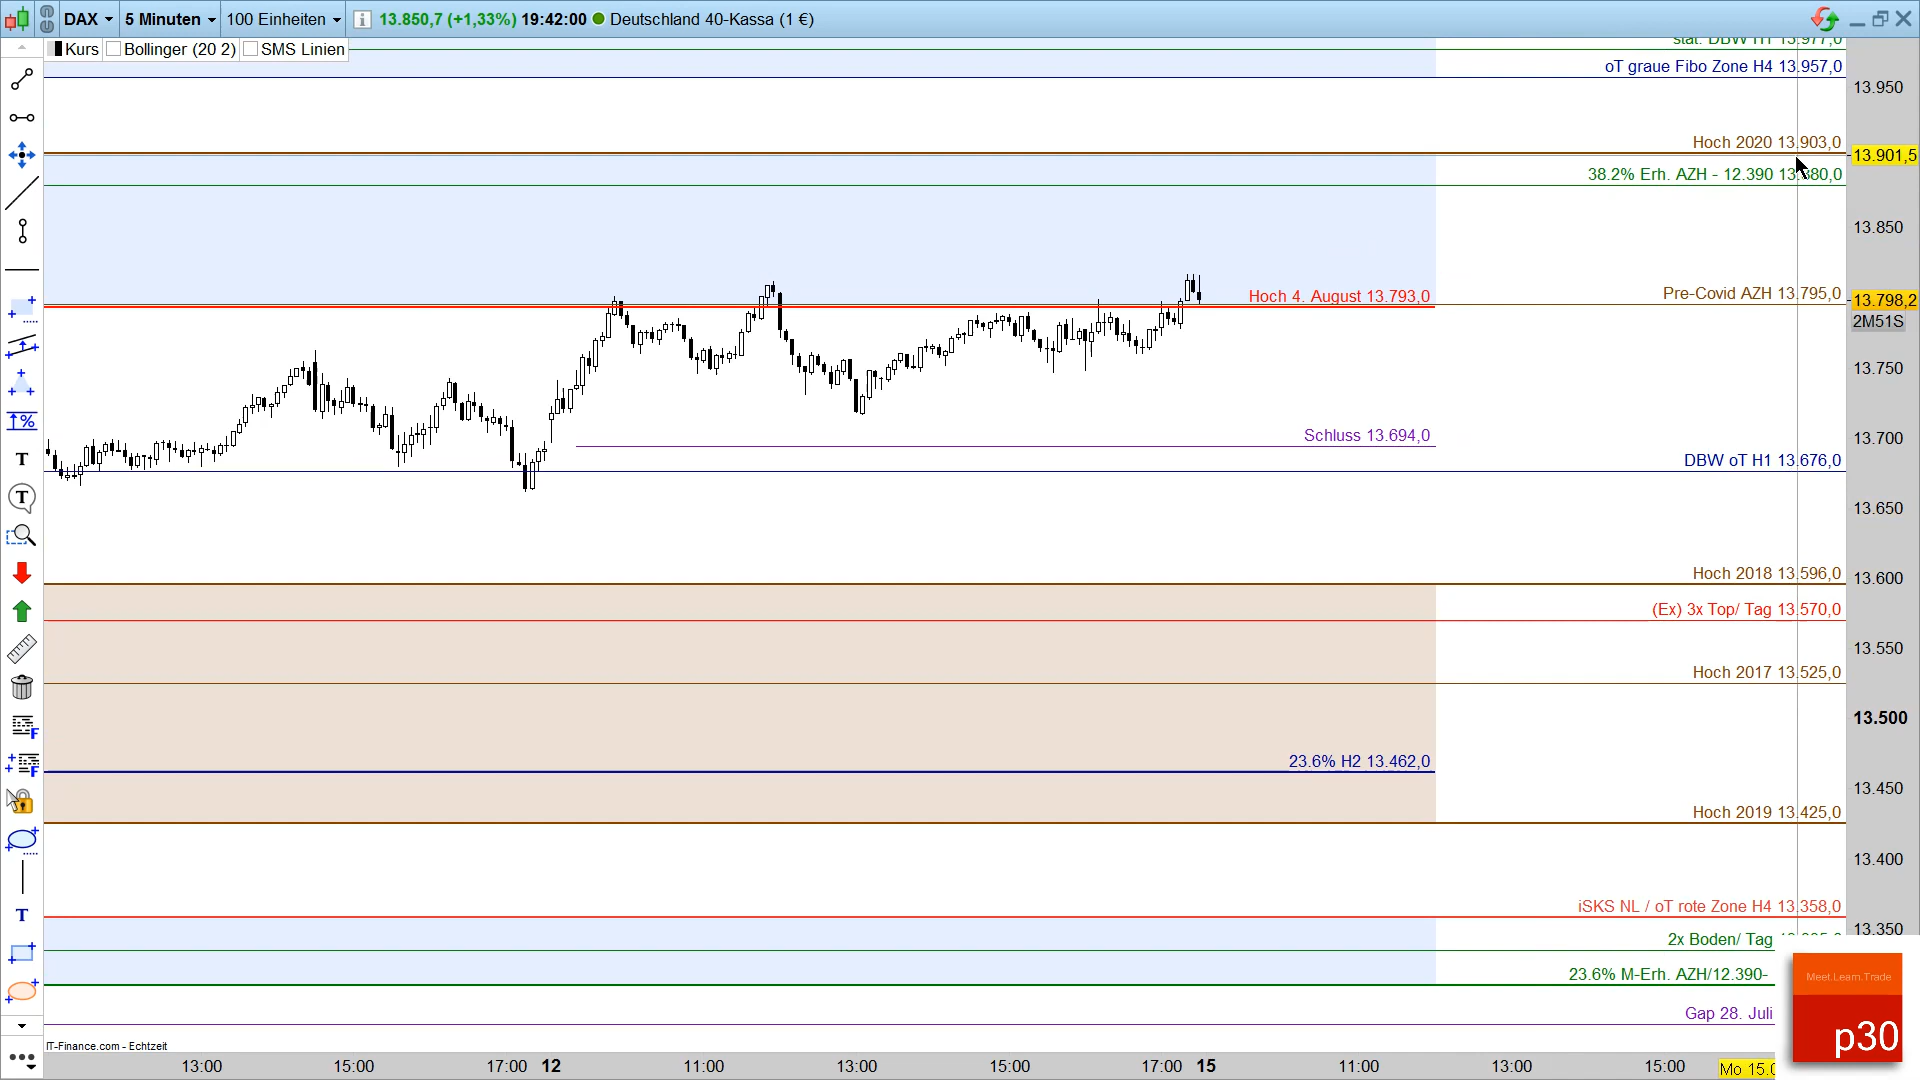 DAX 5 Minuten 100 Einheiten 13.850,7 (+1,33%) 19:42:00 Deutschland 40-Kassa (1 €)
Kurs Bollinger (20 2) SMS Linien
stat. DBW H1 13.977,0
oT graue Fibo Zone H4 13.957,0
13.950
Hoch 2020 13.903,0
13.901,5
38.2% Erh. AZH - 12.390
13.850
Pre-Covid AZH 13.795,0
Hoch 4. August 13.793,0
13.798,2
2M51S
13.750
Schluss 13.694,0
13.700
DBW oT H1 13.676,0
13.650
Hoch 2018 13.596,0
13.600
(Ex) 3x Top/ Tag 13.570,0
13.550
Hoch 2017 13.525,0
13.500
23.6% H2 13.462,0
13.450
Hoch 2019 13.425,0
13.400
iSKS NL / oT rote Zone H4 13.358,0
13.350
2x Boden/ Tag
23.6% M-Erh. AZH/12.390-
Gap 28. Juli
Meet.Learn.Trade
p30
IT-Finance.com - Echtzeit
13:00 15:00 17:00 12 11:00 13:00 15:00 17:00 15 11:00 13:00 15:00 Mo 15.0